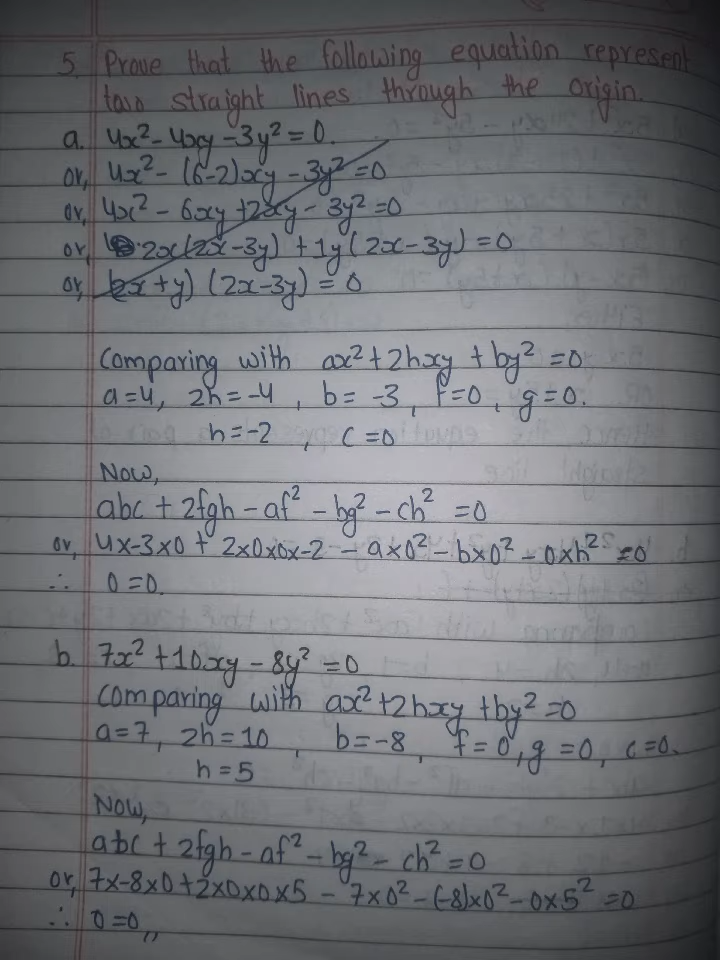 5. Prove that the following equation represent
two straight lines through the origin.
a. 4x² - 4xy - 3y² = 0.
or, 4x² - (6-2)xy - 3y² = 0
or, 4x² - 6xy + 2xy - 3y² = 0
or, 2x(2x - 3y) + 1y(2x - 3y) = 0
or, (2x + y) (2x - 3y) = 0
Comparing with ax² + 2hxy + by² = 0
a = 4, 2h = -4, b = -3, f = 0, g = 0.
h = -2, c = 0
Now,
abc + 2fgh - af² - bg² - ch² = 0
or, 4x-3x0 + 2x0x0x-2 - ax0² - bx0² - 0xh² = 0
∴ 0 = 0.
b. 7x² + 10xy - 8y² = 0
Comparing with ax² + 2hxy + by² = 0
a = 7, 2h = 10, b = -8, f = 0, g = 0, c = 0.
h = 5
Now,
abc + 2fgh - af² - bg² - ch² = 0
or, 7x-8x0 + 2x0x0x5 - 7x0² - (-8)x0² - 0x5² = 0
∴ 0 = 0,,